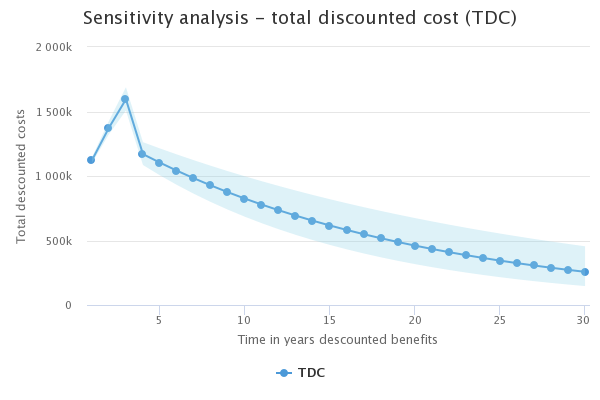 Sensitivity analysis – total discounted cost (TDC)
2 000k
1 500k
1 000k
500k
0
Total descounted costs
5
10
15
20
25
30
Time in years descounted benefits
TDC